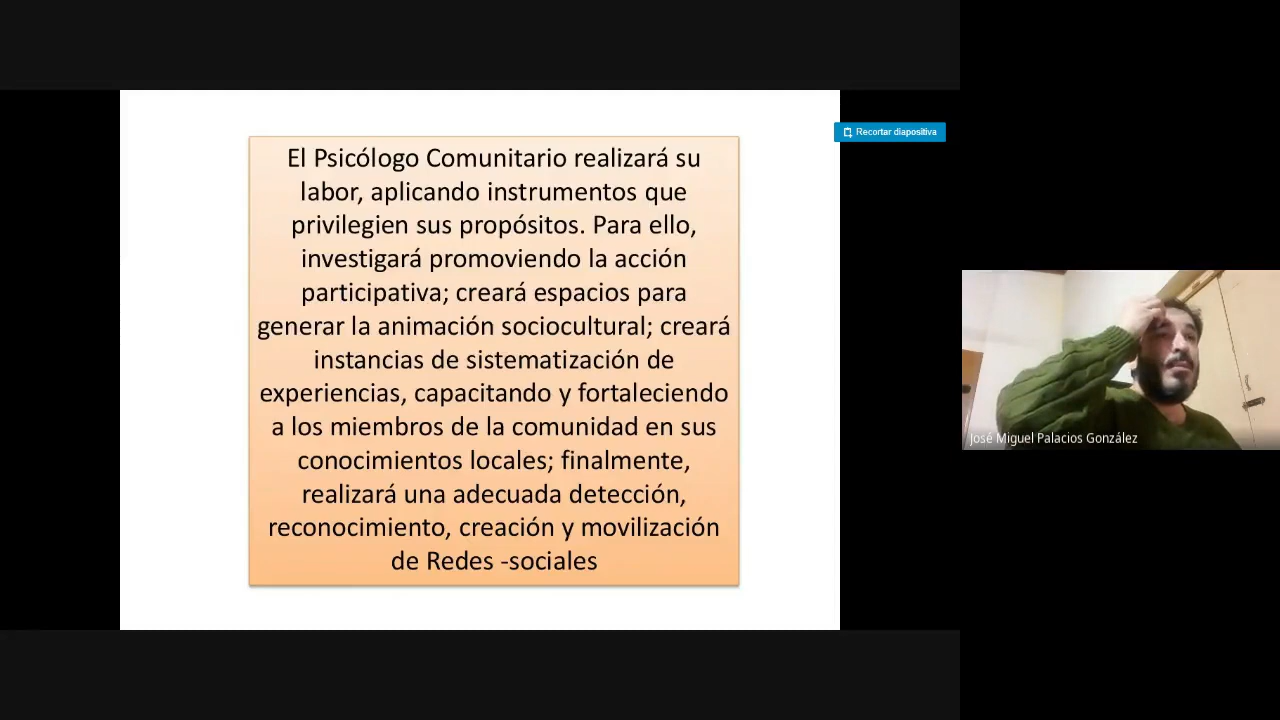 El Psicólogo Comunitario realizará su
labor, aplicando instrumentos que
privilegien sus propósitos. Para ello,
investigará promoviendo la acción
participativa; creará espacios para
generar la animación sociocultural; creará
instancias de sistematización de
experiencias, capacitando y fortaleciendo
a los miembros de la comunidad en sus
conocimientos locales; finalmente,
realizará una adecuada detección,
reconocimiento, creación y movilización
de Redes -sociales
Recortar diapositiva
José Miguel Palacios González